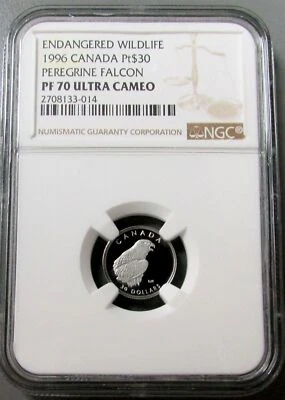 ENDANGERED WILDLIFE
1996 CANADA Pt$30
PEREGRINE FALCON
PF 70 ULTRA CAMEO
2708133-014
NUMISMATIC GUARANTY CORPORATION
NGC
CANADA
30 DOLLARS